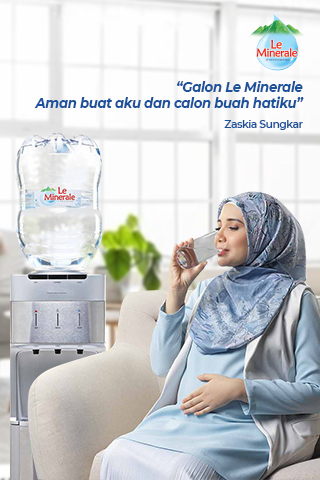 Le
Minerale
“Galon Le Minerale
Aman buat aku dan calon buah hatiku”
Zaskia Sungkar
Le
Minerale